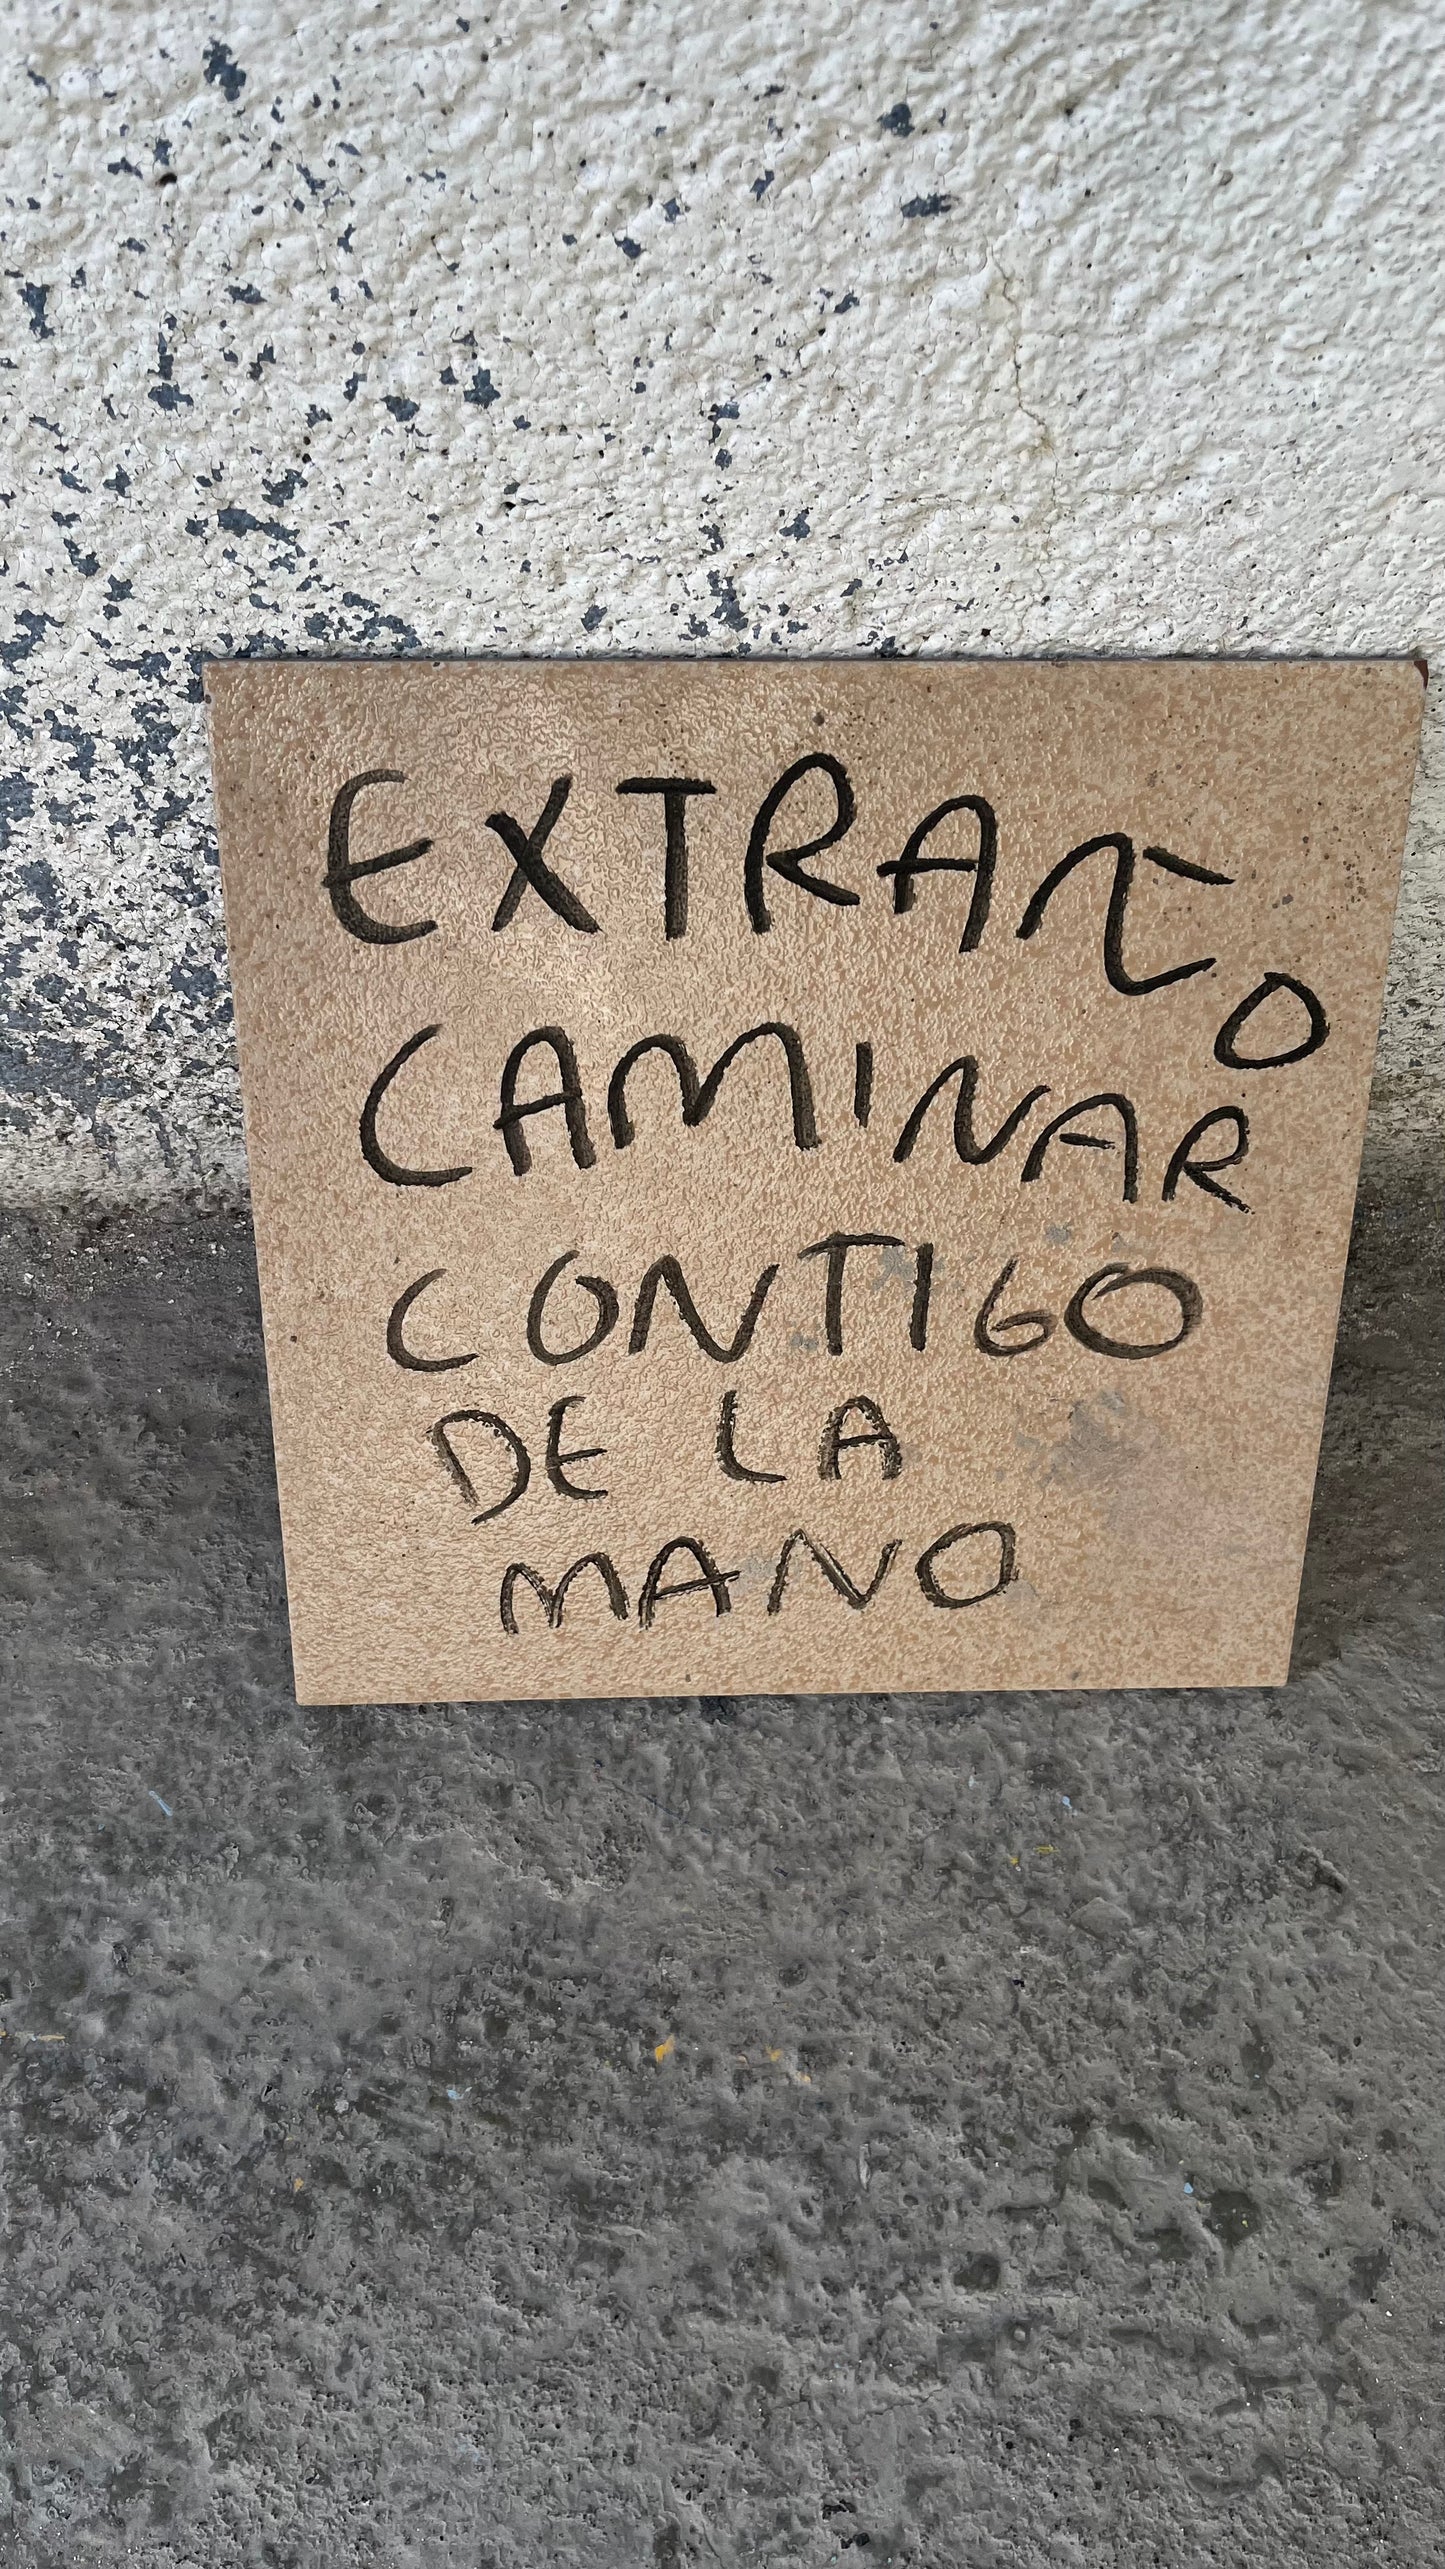 EXTRAÑO
CAMINAR
CONTIGO
DE LA
MANO